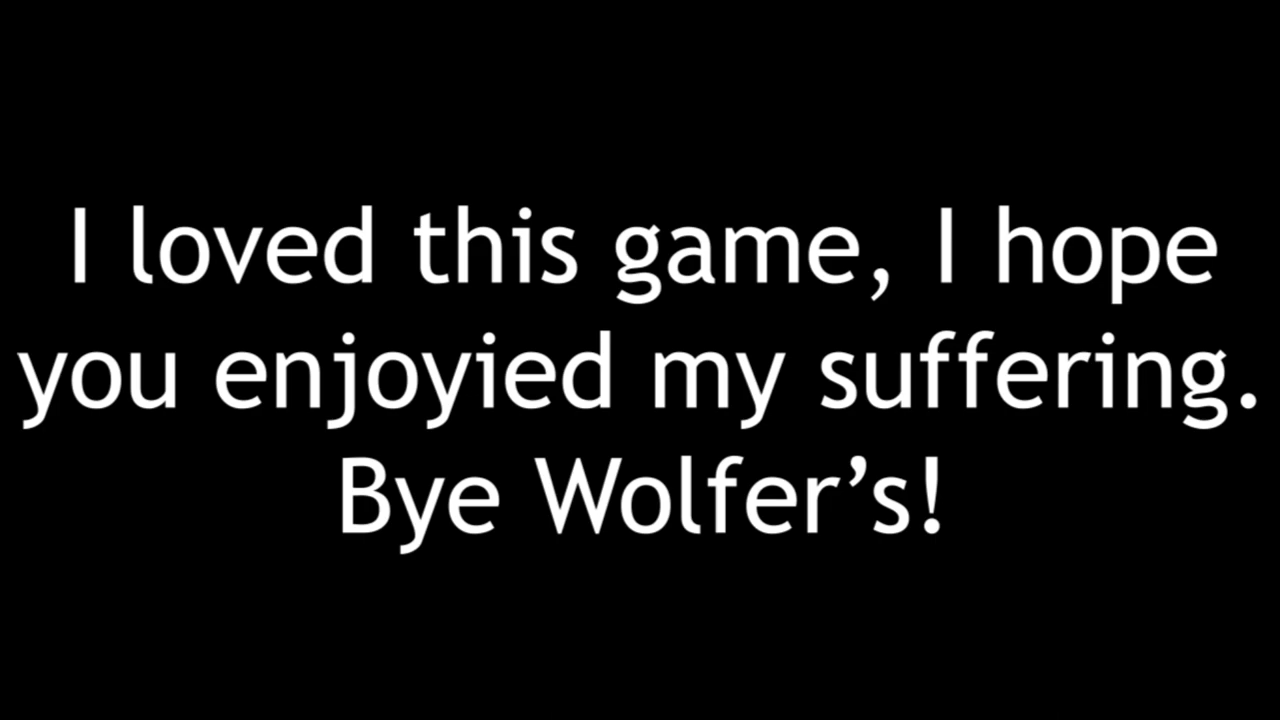 I loved this game, I hope
you enjoyied my suffering.
Bye Wolfer’s!